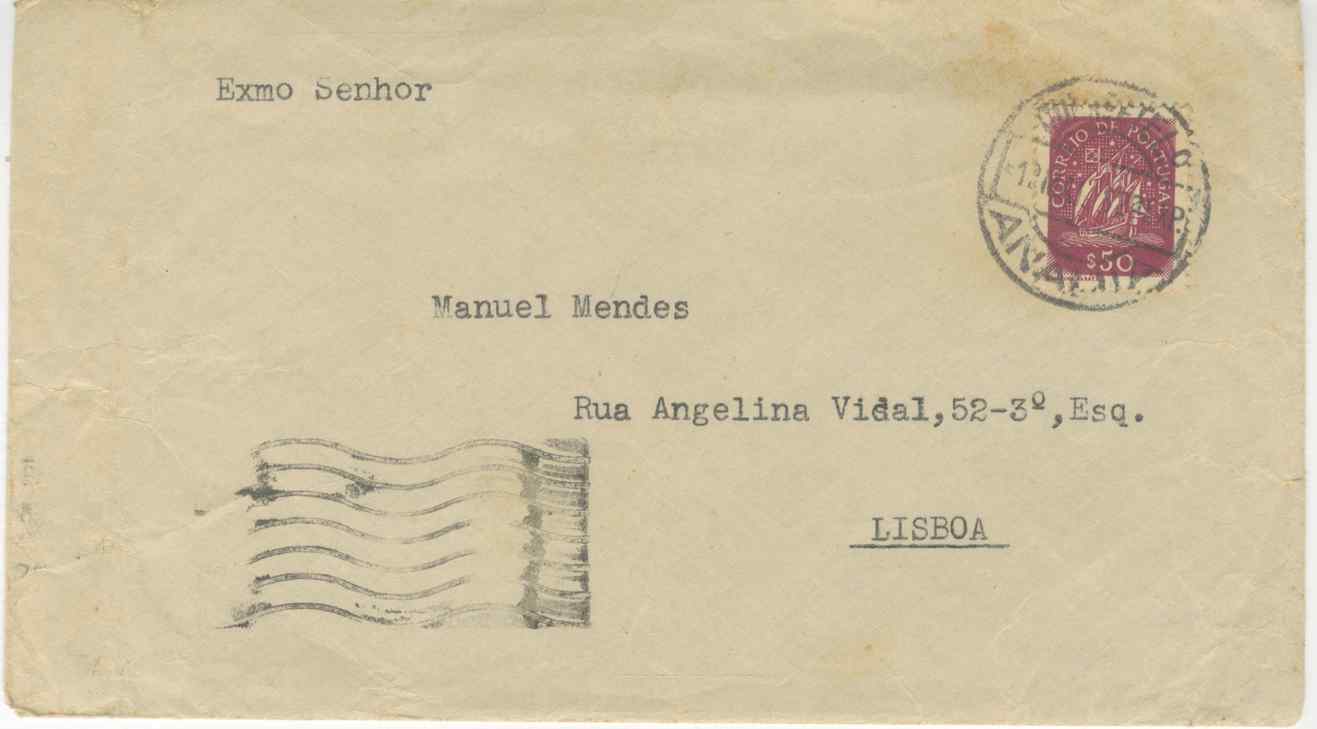 Exmo Senhor
CORREIO DE PORTUGAL
$50
Manuel Mendes
Rua Angelina Vidal,52-3º,Esq.
LISBOA